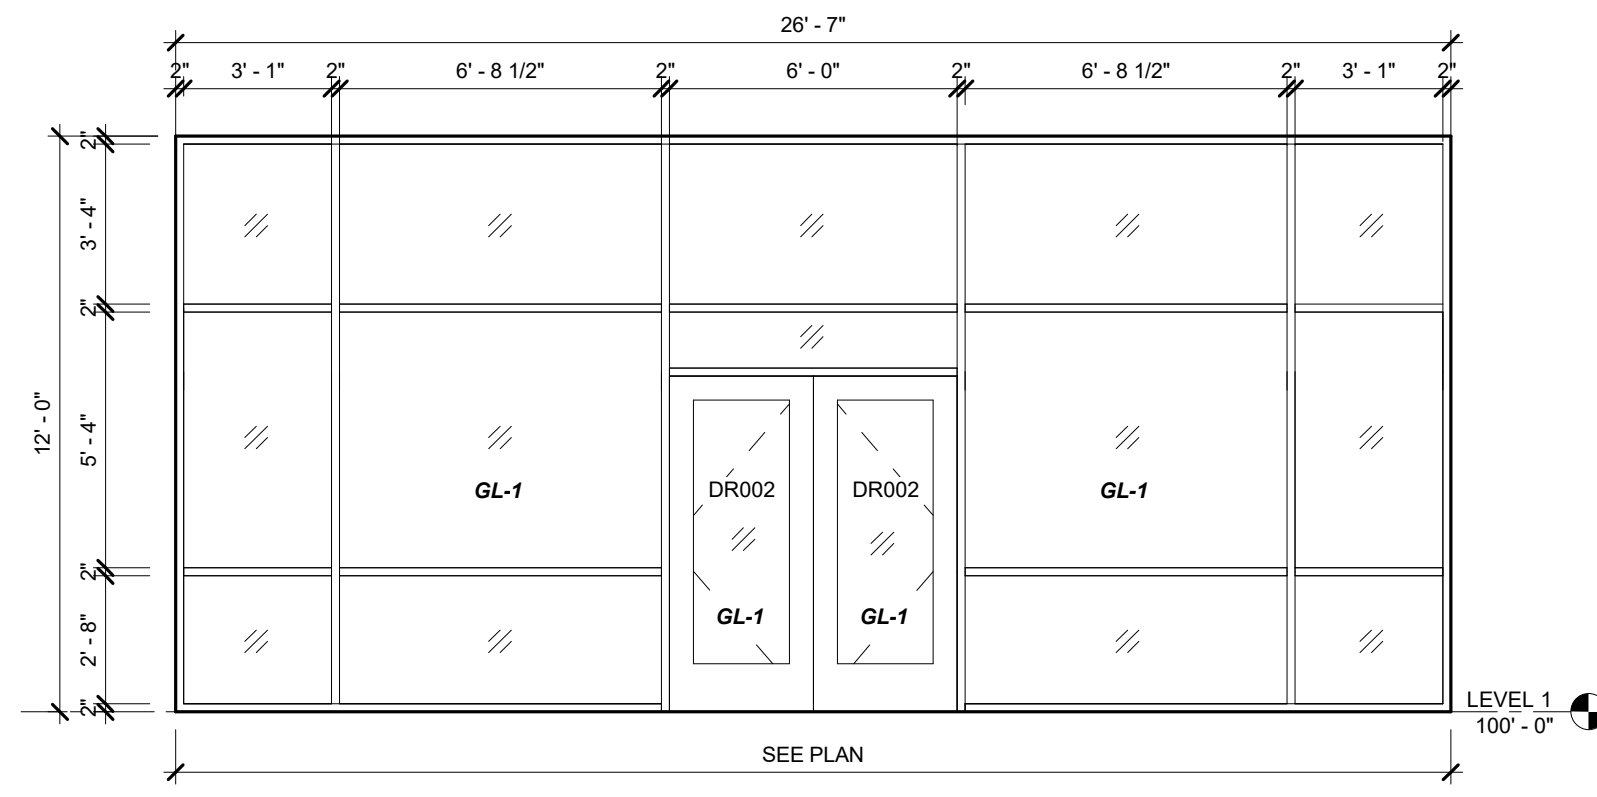 26' - 7"
2" 3' - 1" 2" 6' - 8 1/2" 2" 6' - 0" 2" 6' - 8 1/2" 2" 3' - 1" 2"
2"
3' - 4"
2"
12' - 0"
5' - 4"
GL-1 DR002 DR002 GL-1
2"
GL-1 GL-1
2' - 8"
2"
LEVEL 1
100' - 0"
SEE PLAN